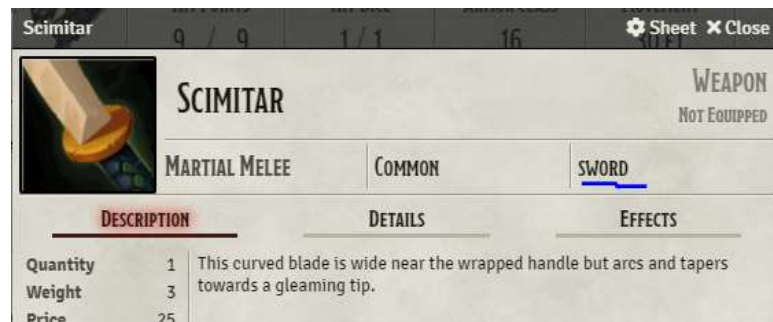 Scimitar
Sheet Close
9 / 9 1 / 1 16 30 FT
SCIMITAR
WEAPON
NOT EQUIPPED
MARTIAL MELEE COMMON SWORD
DESCRIPTION DETAILS EFFECTS
Quantity 1
Weight 3
Price 25
This curved blade is wide near the wrapped handle but arcs and tapers
towards a gleaming tip.